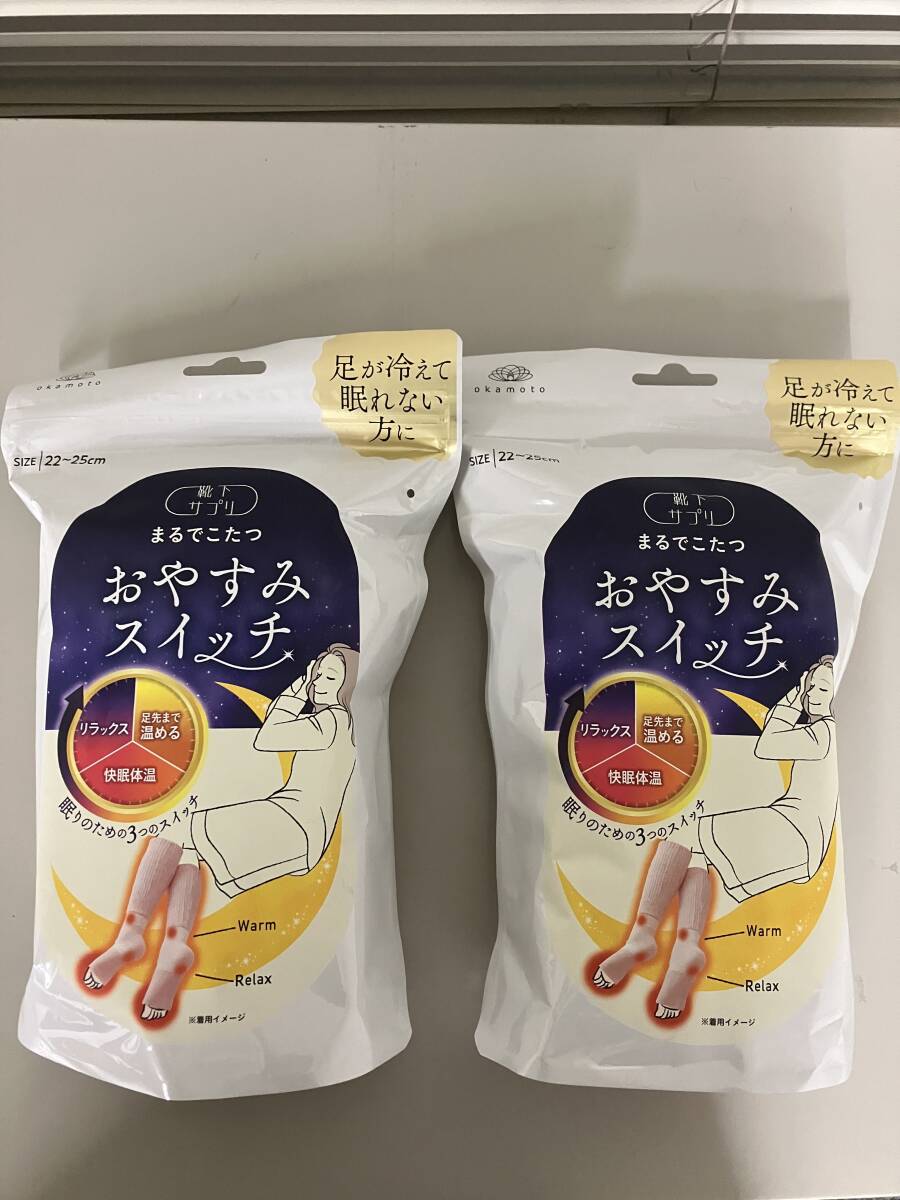 okamoto
足が冷えて
眠れない
方に
SIZE 22~25cm
靴下
サプリ
まるでこたつ
おやすみ
スイッチ
リラックス
足先まで
温める
快眠体温
眠りのための3つのスイッチ
Warm
Relax
※着用イメージ
okamoto
足が冷えて
眠れない
方に
SIZE 22~25cm
靴下
サプリ
まるでこたつ
おやすみ
スイッチ
リラックス
足先まで
温める
快眠体温
眠りのための3つのスイッチ
Warm
Relax
※着用イメージ